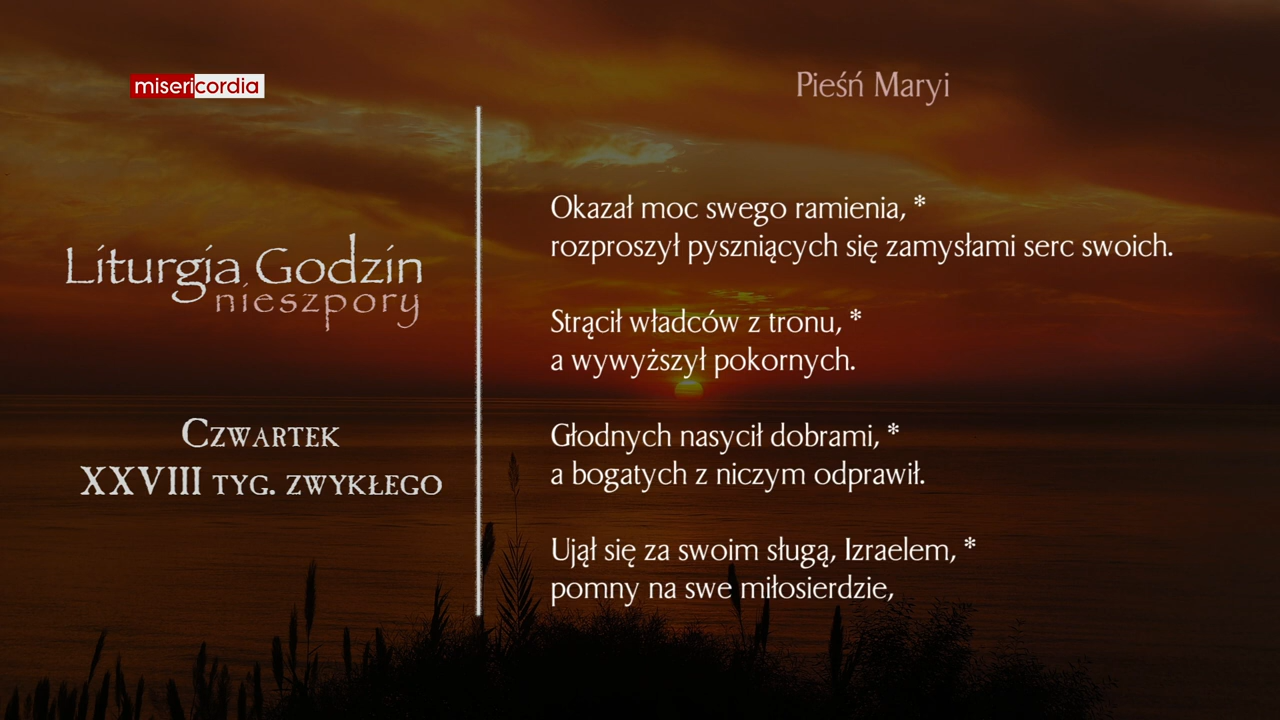 misericordia
Liturgia Godzin
nieszpory
Czwartek
XXVIII tyg. zwykłego
Pieśń Maryi
Okazał moc swego ramienia, *
rozproszył pyszniących się zamysłami serc swoich.
Strącił władców z tronu, *
a wywyższył pokornych.
Głodnych nasycił dobrami, *
a bogatych z niczym odprawił.
Ujął się za swoim sługą, Izraelem, *
pomny na swe miłosierdzie,